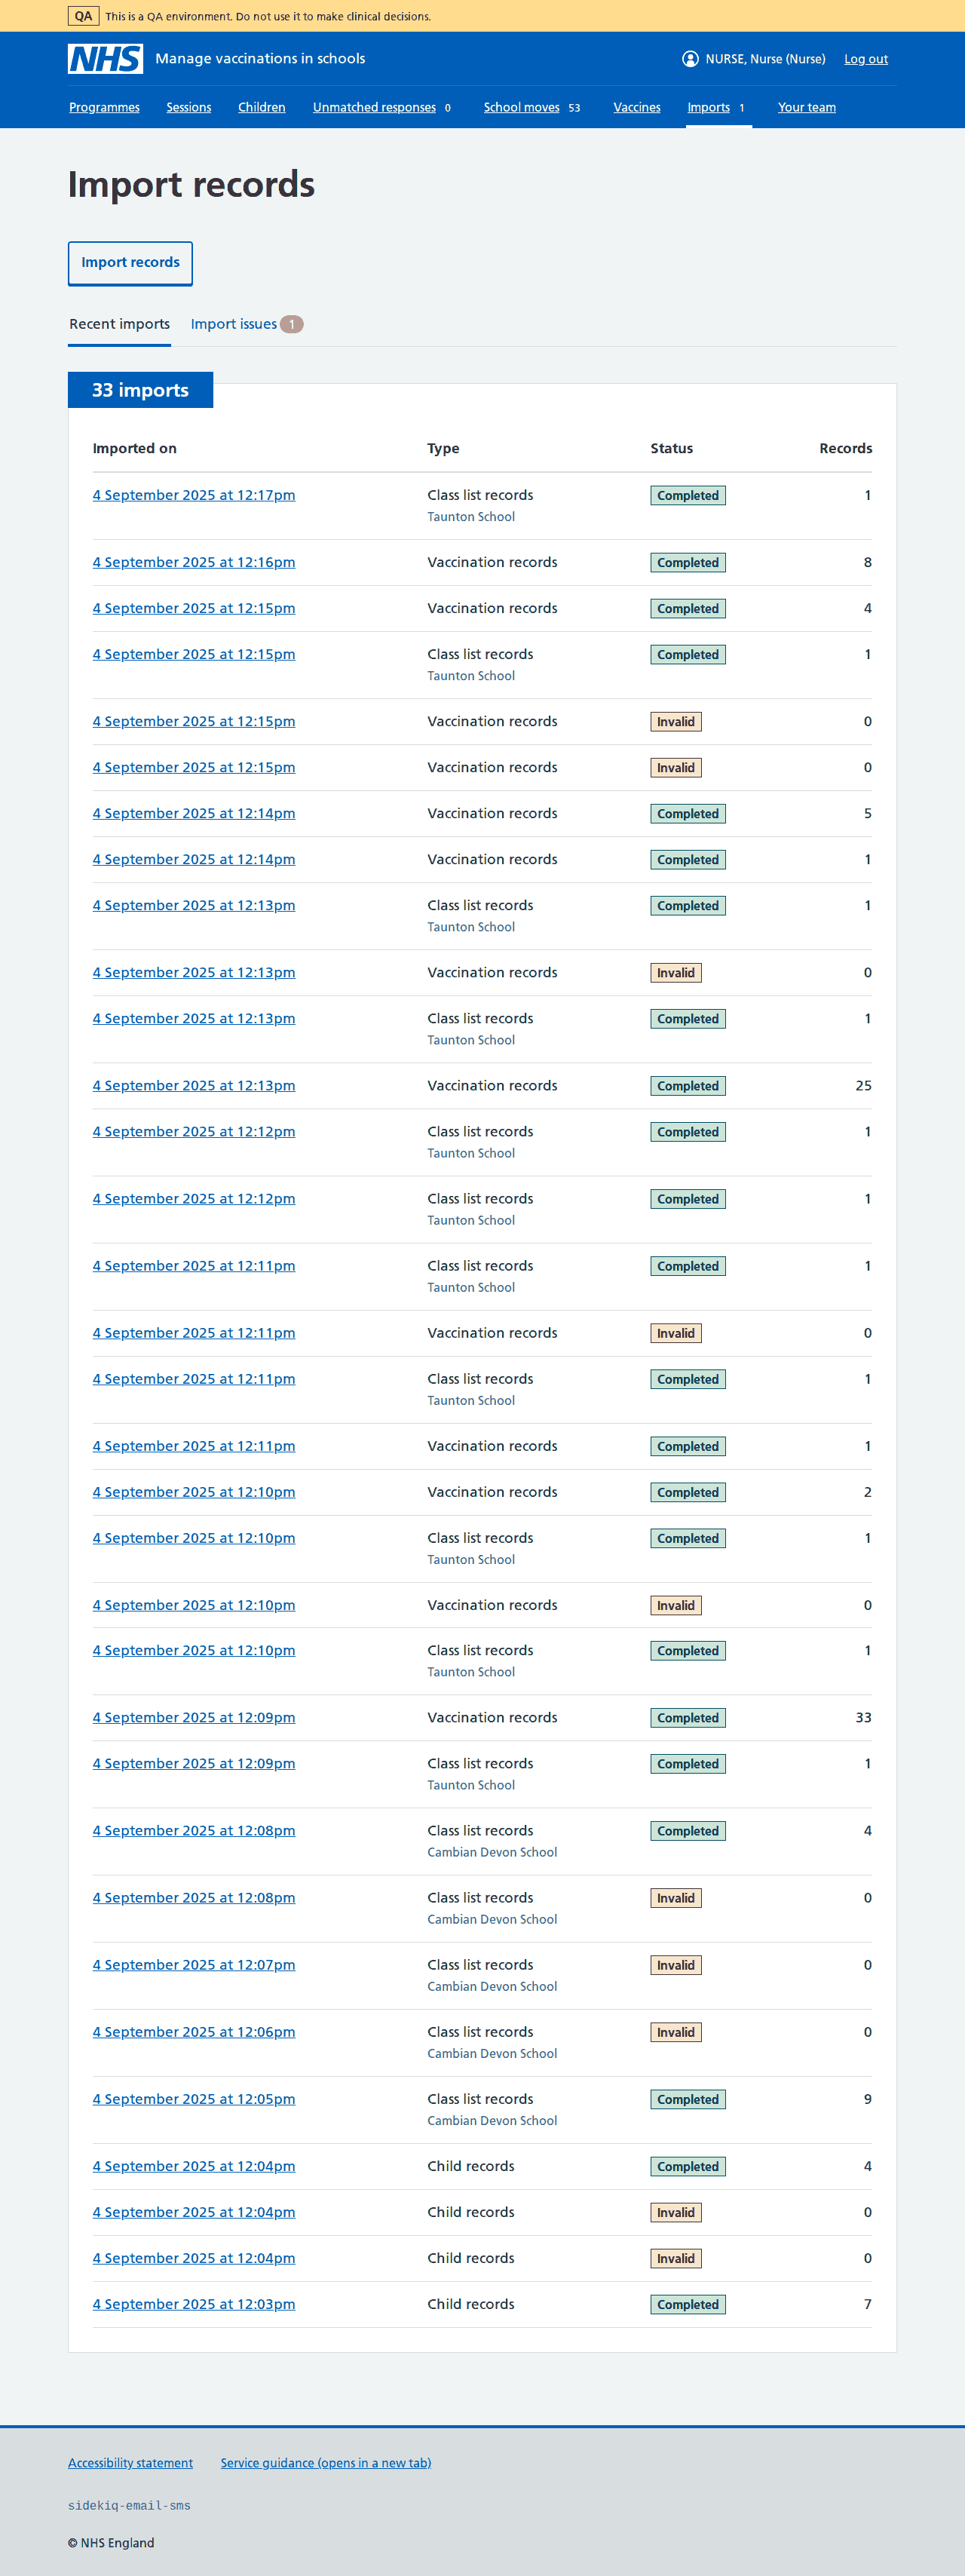 QA This is a QA environment. Do not use it to make clinical decisions.
NHS Manage vaccinations in schools NURSE, Nurse (Nurse) Log out
Programmes Sessions Children Unmatched responses 0 School moves 53 Vaccines Imports 1 Your team
Import records
Import records
Recent imports Import issues 1
33 imports
Imported on Type Status Records
4 September 2025 at 12:17pm Class list records Completed 1
Taunton School
4 September 2025 at 12:16pm Vaccination records Completed 8
4 September 2025 at 12:15pm Vaccination records Completed 4
4 September 2025 at 12:15pm Class list records Completed 1
Taunton School
4 September 2025 at 12:15pm Vaccination records Invalid 0
4 September 2025 at 12:15pm Vaccination records Invalid 0
4 September 2025 at 12:14pm Vaccination records Completed 5
4 September 2025 at 12:14pm Vaccination records Completed 1
4 September 2025 at 12:13pm Class list records Completed 1
Taunton School
4 September 2025 at 12:13pm Vaccination records Invalid 0
4 September 2025 at 12:13pm Class list records Completed 1
Taunton School
4 September 2025 at 12:13pm Vaccination records Completed 25
4 September 2025 at 12:12pm Class list records Completed 1
Taunton School
4 September 2025 at 12:12pm Class list records Completed 1
Taunton School
4 September 2025 at 12:11pm Class list records Completed 1
Taunton School
4 September 2025 at 12:11pm Vaccination records Invalid 0
4 September 2025 at 12:11pm Class list records Completed 1
Taunton School
4 September 2025 at 12:11pm Vaccination records Completed 1
4 September 2025 at 12:10pm Vaccination records Completed 2
4 September 2025 at 12:10pm Class list records Completed 1
Taunton School
4 September 2025 at 12:10pm Vaccination records Invalid 0
4 September 2025 at 12:10pm Class list records Completed 1
Taunton School
4 September 2025 at 12:09pm Vaccination records Completed 33
4 September 2025 at 12:09pm Class list records Completed 1
Taunton School
4 September 2025 at 12:08pm Class list records Completed 4
Cambian Devon School
4 September 2025 at 12:08pm Class list records Invalid 0
Cambian Devon School
4 September 2025 at 12:07pm Class list records Invalid 0
Cambian Devon School
4 September 2025 at 12:06pm Class list records Invalid 0
Cambian Devon School
4 September 2025 at 12:05pm Class list records Completed 9
Cambian Devon School
4 September 2025 at 12:04pm Child records Completed 4
4 September 2025 at 12:04pm Child records Invalid 0
4 September 2025 at 12:04pm Child records Invalid 0
4 September 2025 at 12:03pm Child records Completed 7
Accessibility statement Service guidance (opens in a new tab)
sidekiq-email-sms
© NHS England